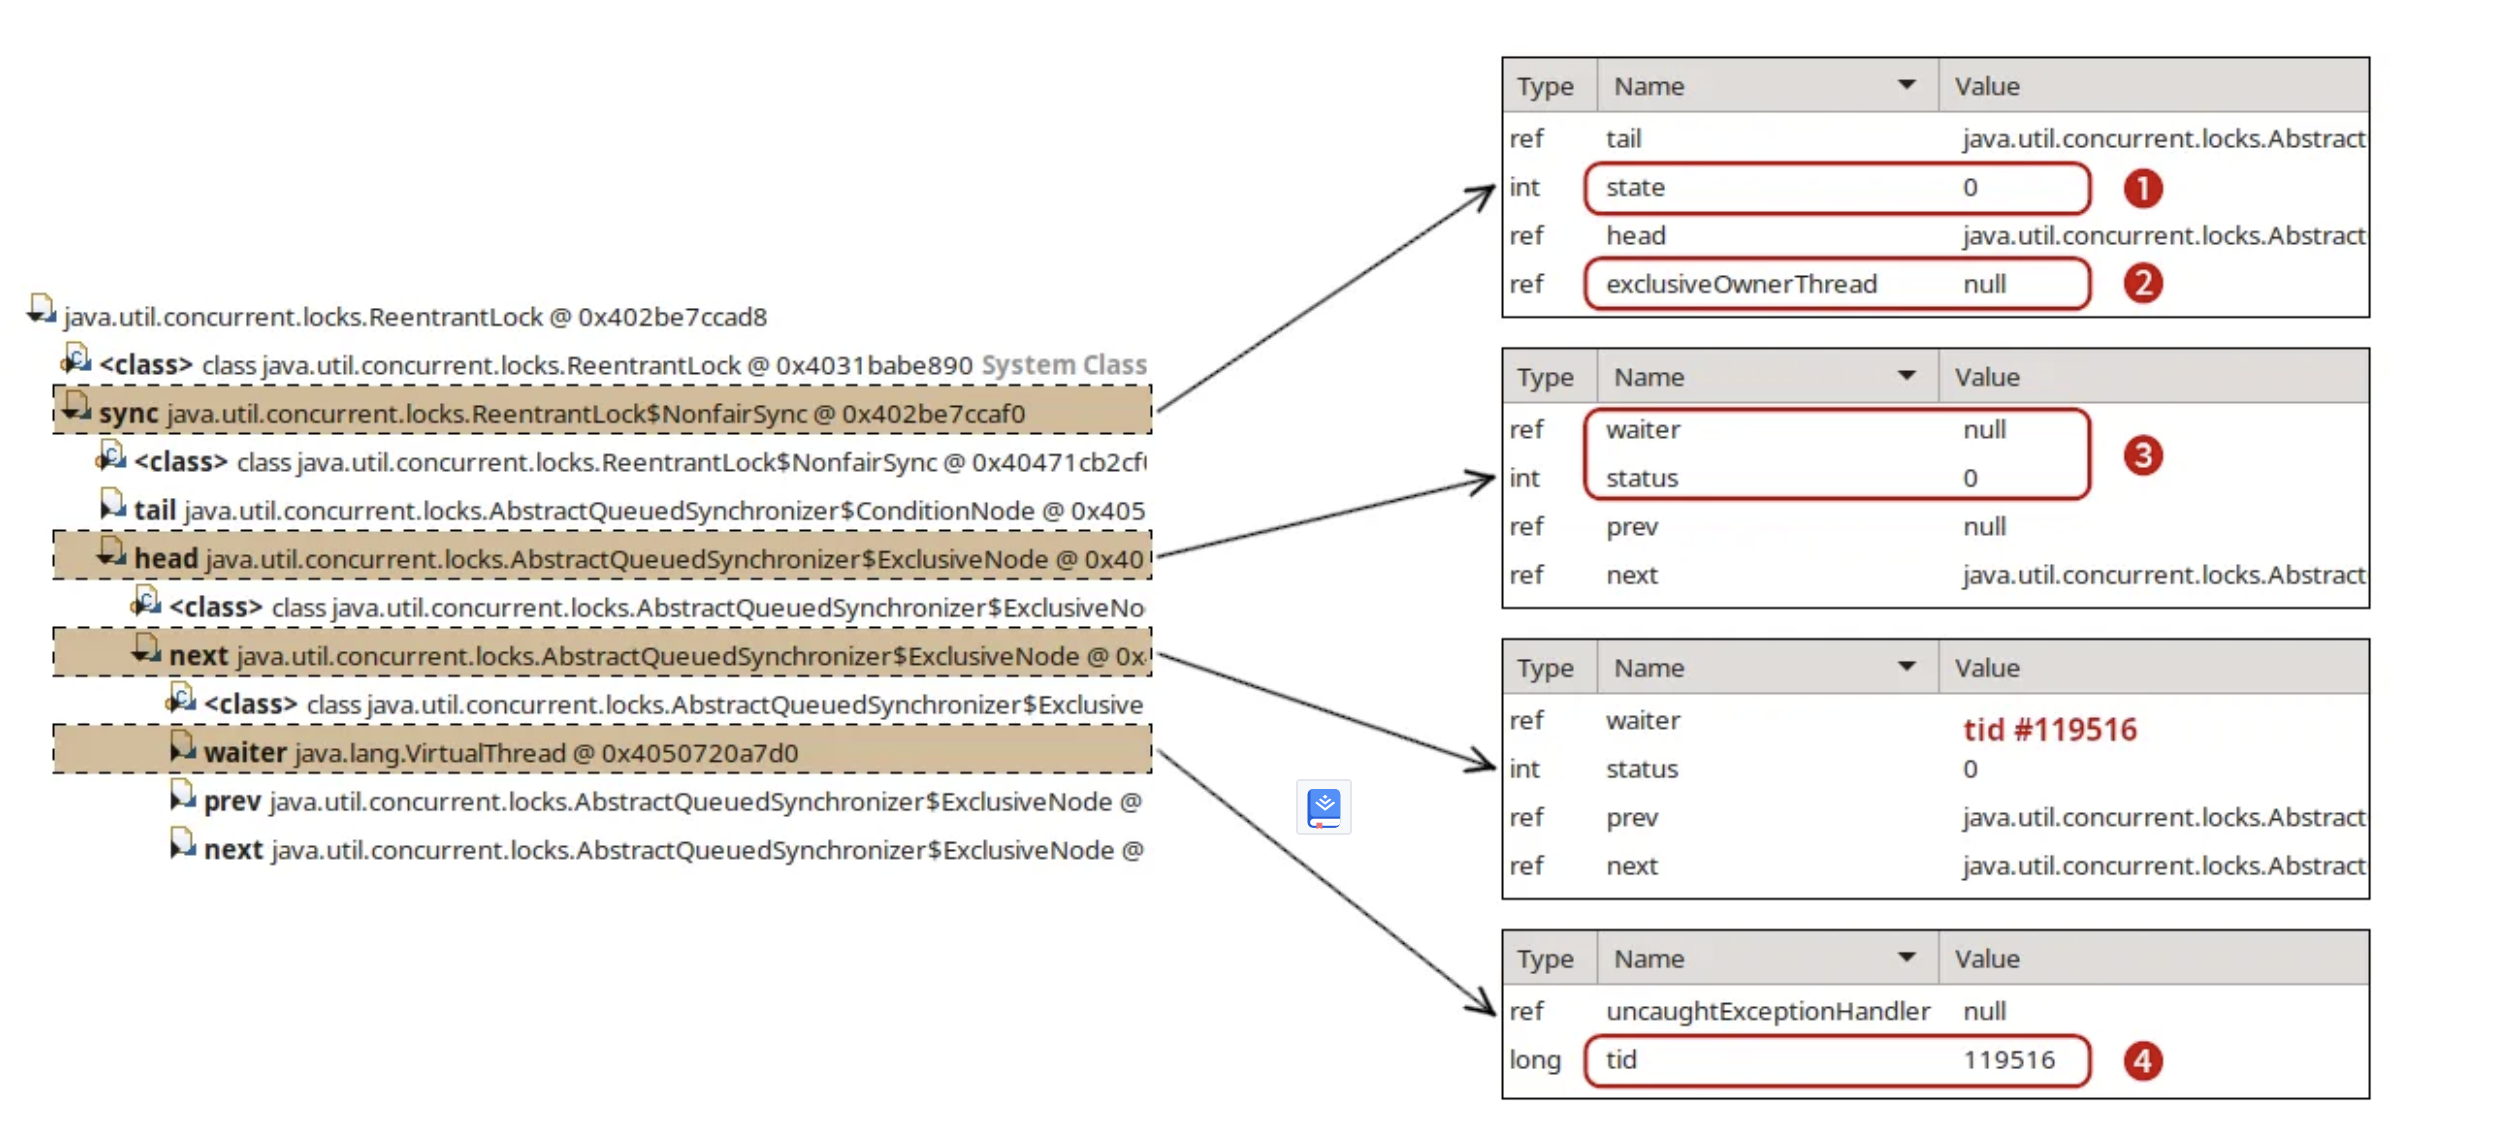 java.util.concurrent.locks.ReentrantLock @ 0x402be7ccad8
<class> class java.util.concurrent.locks.ReentrantLock @ 0x4031babe890 System Class
sync java.util.concurrent.locks.ReentrantLock$NonfairSync @ 0x402be7ccaf0
<class> class java.util.concurrent.locks.ReentrantLock$NonfairSync @ 0x40471cb2cf
tail java.util.concurrent.locks.AbstractQueuedSynchronizer$ConditionNode @ 0x405
head java.util.concurrent.locks.AbstractQueuedSynchronizer$ExclusiveNode @ 0x40
<class> class java.util.concurrent.locks.AbstractQueuedSynchronizer$ExclusiveNo
next java.util.concurrent.locks.AbstractQueuedSynchronizer$ExclusiveNode @ 0x
<class> class java.util.concurrent.locks.AbstractQueuedSynchronizer$Exclusive
waiter java.lang.VirtualThread @ 0x4050720a7d0
prev java.util.concurrent.locks.AbstractQueuedSynchronizer$ExclusiveNode @
next java.util.concurrent.locks.AbstractQueuedSynchronizer$ExclusiveNode @
Type Name Value
ref tail java.util.concurrent.locks.Abstract
int state 0 1
ref head java.util.concurrent.locks.Abstract
ref exclusiveOwnerThread null 2
Type Name Value
ref waiter null
3
int status 0
ref prev null
ref next java.util.concurrent.locks.Abstract
Type Name Value
ref waiter tid #119516
int status 0
ref prev java.util.concurrent.locks.Abstract
ref next java.util.concurrent.locks.Abstract
Type Name Value
ref uncaughtExceptionHandler null
long tid 119516 4